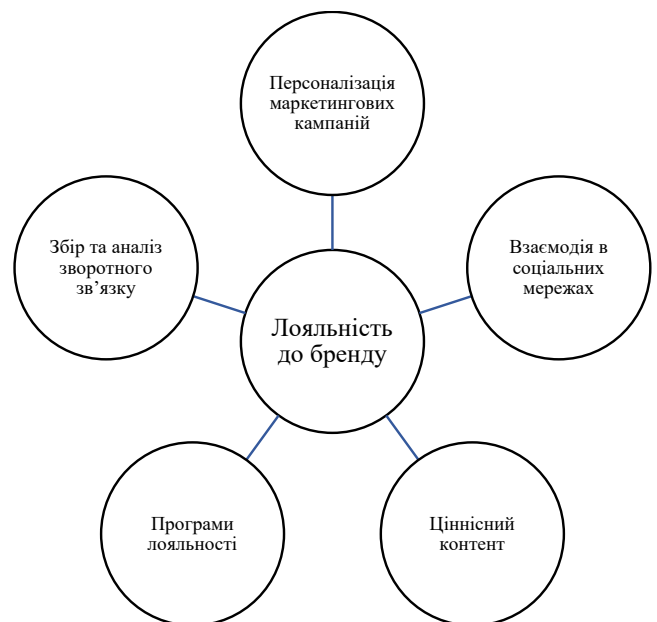 Персоналізація
маркетингових
кампаній
Збір та аналіз
зворотного
зв’язку
Взаємодія в
соціальних
мережах
Лояльність
до бренду
Програми
лояльності
Ціннісний
контент